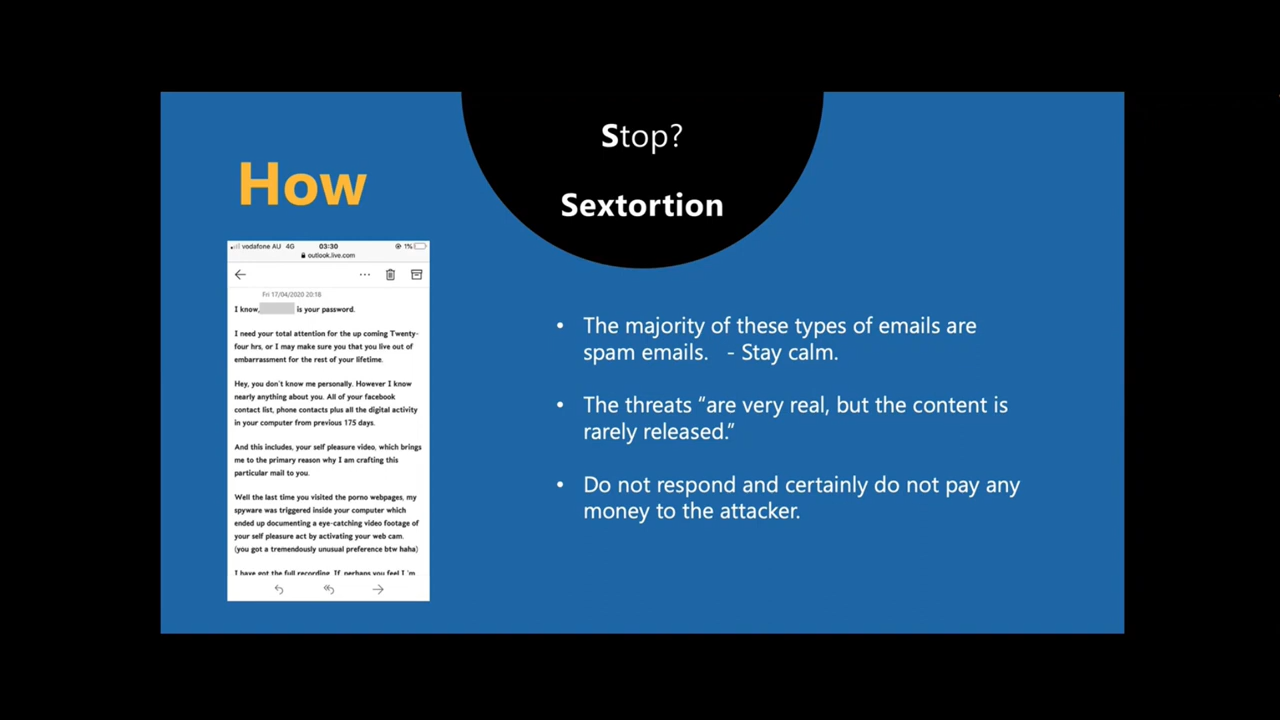 Stop?
Sextortion
How
vodafone AU 4G 03:30 1%
outlook.live.com
Fri 17/04/2020 20:18
I know, is your password.
I need your total attention for the up coming Twenty-
four hrs, or I may make sure you that you live out of
embarrassment for the rest of your lifetime.
Hey, you don't know me personally. However I know
nearly anything about you. All of your facebook
contact list, phone contacts plus all the digital activity
in your computer from previous 175 days.
And this includes, your self pleasure video, which brings
me to the primary reason why I am crafting this
particular mail to you.
Well the last time you visited the porno webpages, my
spyware was triggered inside your computer which
ended up documenting a eye-catching video footage of
your self pleasure act by activating your web cam.
(you got a tremendously unusual preference btw haha)
I have got the full recording. If, perhaps you feel I 'm
• The majority of these types of emails are
spam emails. - Stay calm.
• The threats “are very real, but the content is
rarely released.”
• Do not respond and certainly do not pay any
money to the attacker.